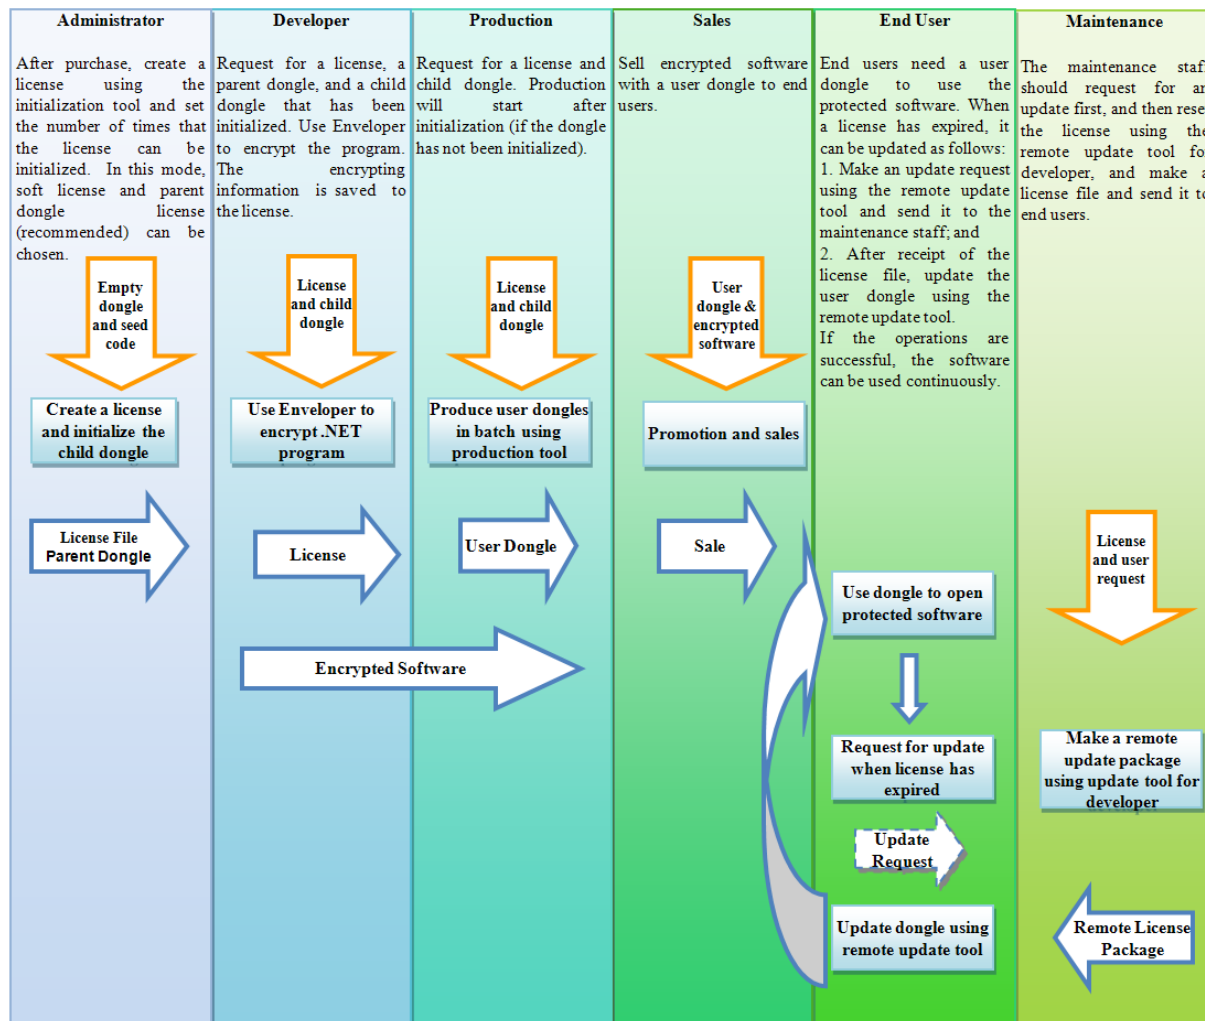 Administrator
After purchase, create a
license using the
initialization tool and set
the number of times that
the license can be
initialized. In this mode,
soft license and parent
dongle license
(recommended) can be
chosen.
Empty
dongle
and seed
code
Create a license
and initialize the
child dongle
License File
Parent Dongle
Developer
Request for a license, a
parent dongle, and a child
dongle that has been
initialized. Use Enveloper
to encrypt the program.
The encrypting
information is saved to
the license.
License
and child
dongle
Use Enveloper to
encrypt .NET
program
License
Encrypted Software
Production
Request for a license and
child dongle. Production
will start after
initialization (if the dongle
has not been initialized).
License
and child
dongle
Produce user dongles
in batch using
production tool
User Dongle
Sales
Sell encrypted software
with a user dongle to end
users.
User
dongle &
encrypted
software
Promotion and sales
Sale
End User
End users need a user
dongle to use the
protected software. When
a license has expired, it
can be updated as follows:
1. Make an update request
using the remote update
tool and send it to the
maintenance staff; and
2. After receipt of the
license file, update the
user dongle using the
remote update tool.
If the operations are
successful, the software
can be used continuously.
Use dongle to open
protected software
Request for update
when license has
expired
Update
Request
Update dongle using
remote update tool
Maintenance
The maintenance staff
should request for an
update first, and then reset
the license using the
remote update tool for
developer, and make a
license file and send it to
end users.
License
and user
request
Make a remote
update package
using update tool for
developer
Remote License
Package